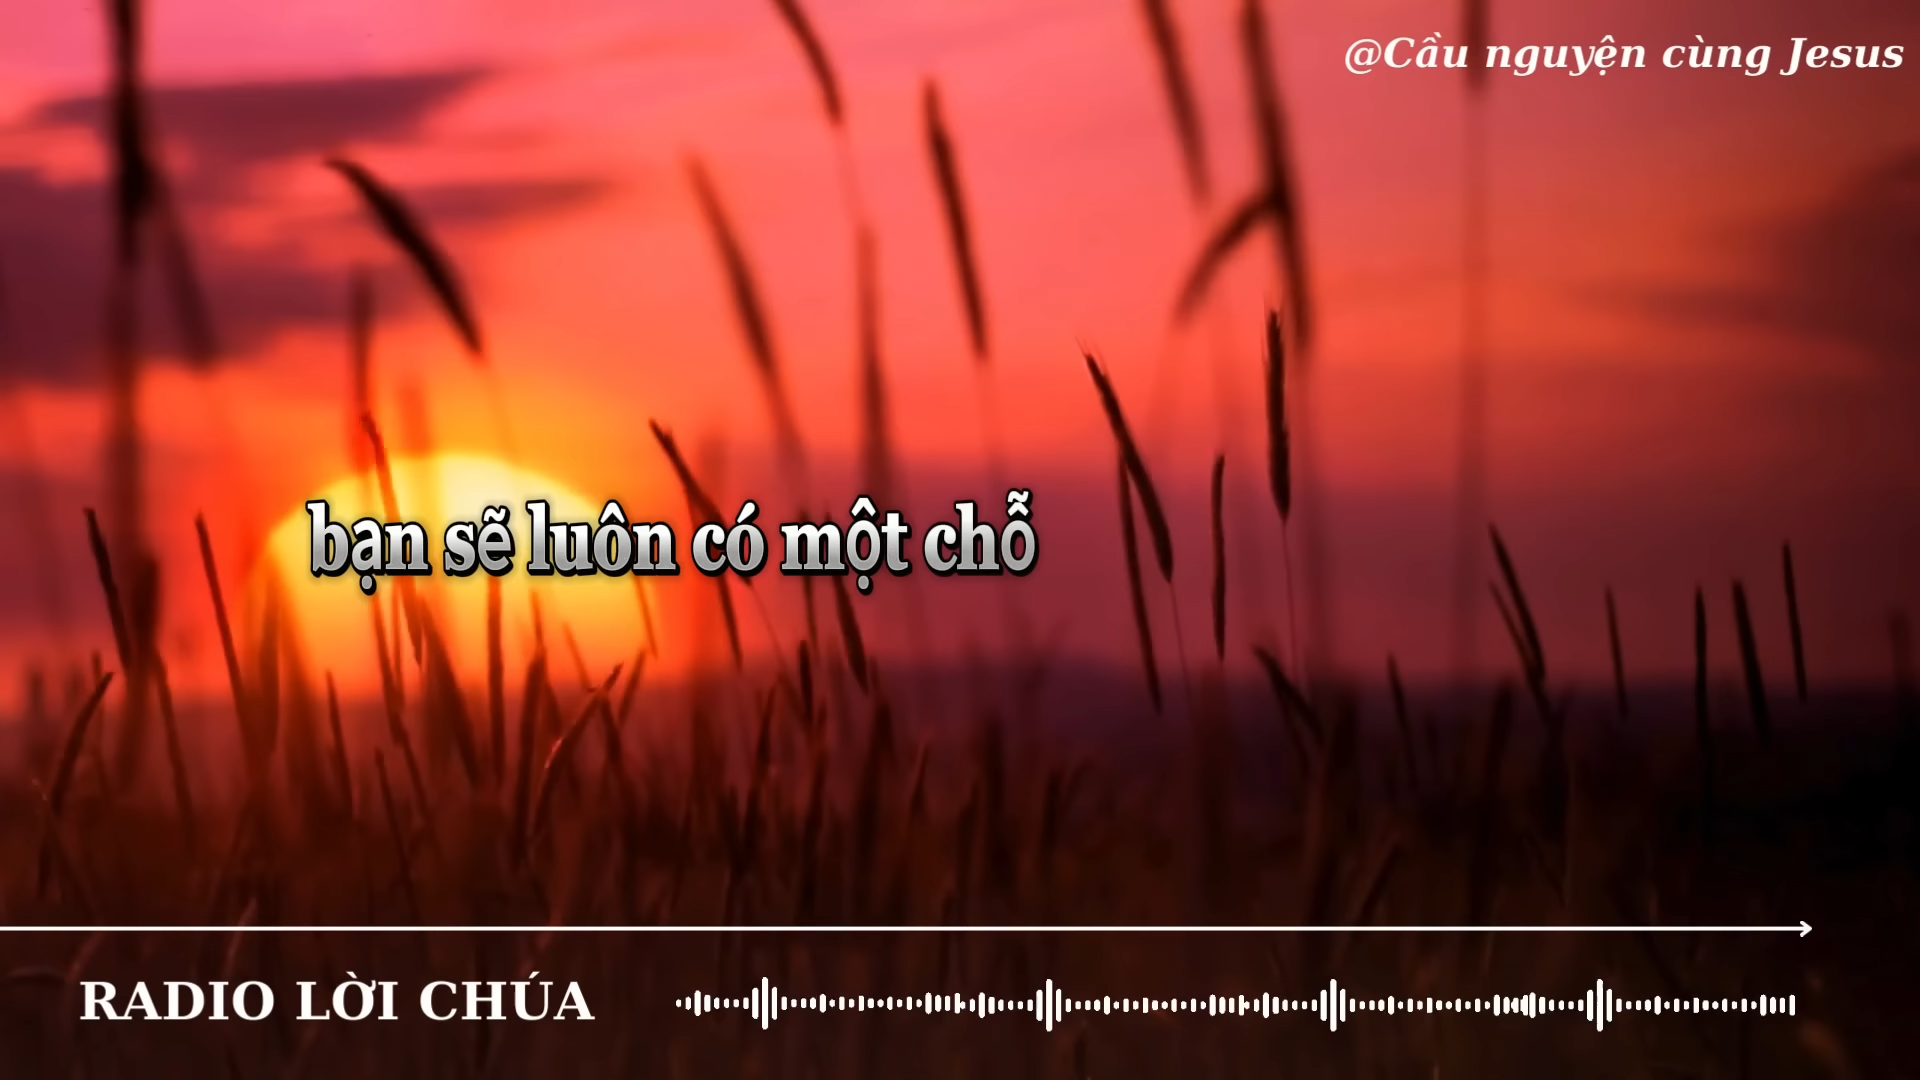 @Cầu nguyện cùng Jesus
bạn sẽ luôn có một chỗ
RADIO LỜI CHÚA